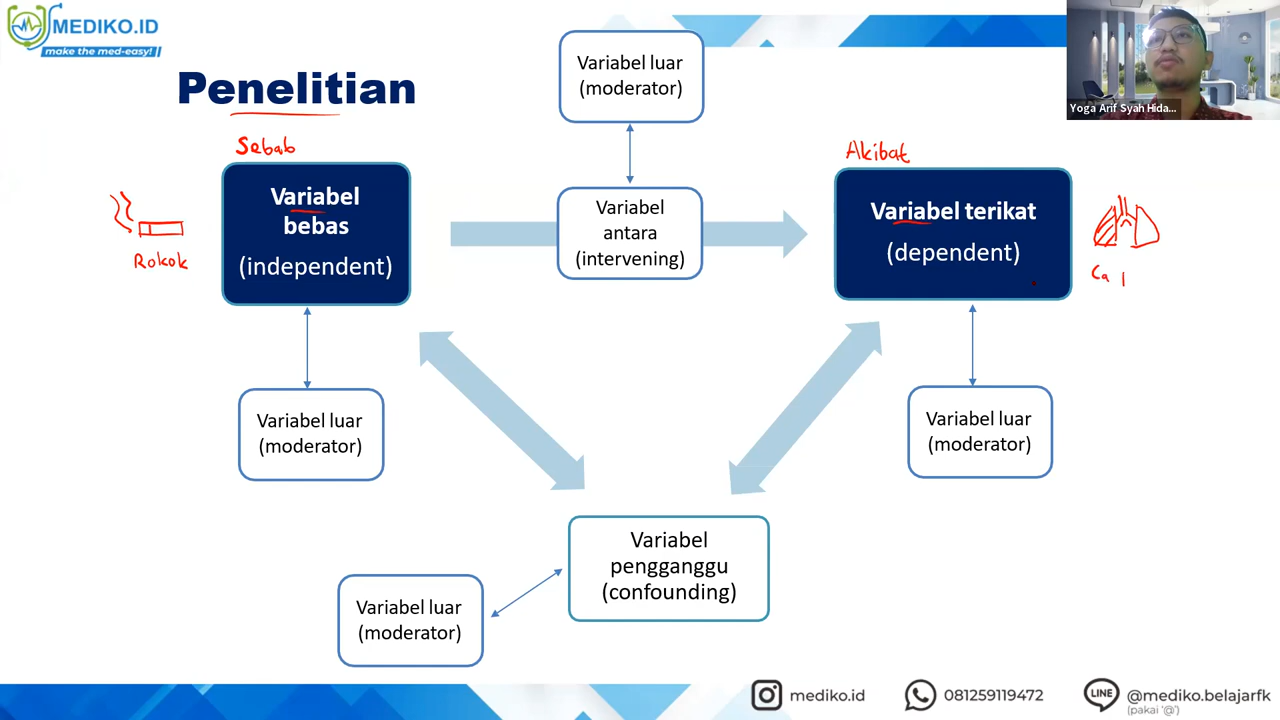 MEDIKO.ID
make the med-easy!
Yoga Arif Syah Hida...
Penelitian
Variabel luar
(moderator)
Sebab
Akibat
Variabel
bebas
(independent)
Rokok
Variabel
antara
(intervening)
Variabel terikat
(dependent)
Ca
Variabel luar
(moderator)
Variabel luar
(moderator)
Variabel
pengganggu
(confounding)
Variabel luar
(moderator)
mediko.id
081259119472
LINE
@mediko.belajarfk
(pakai '@')